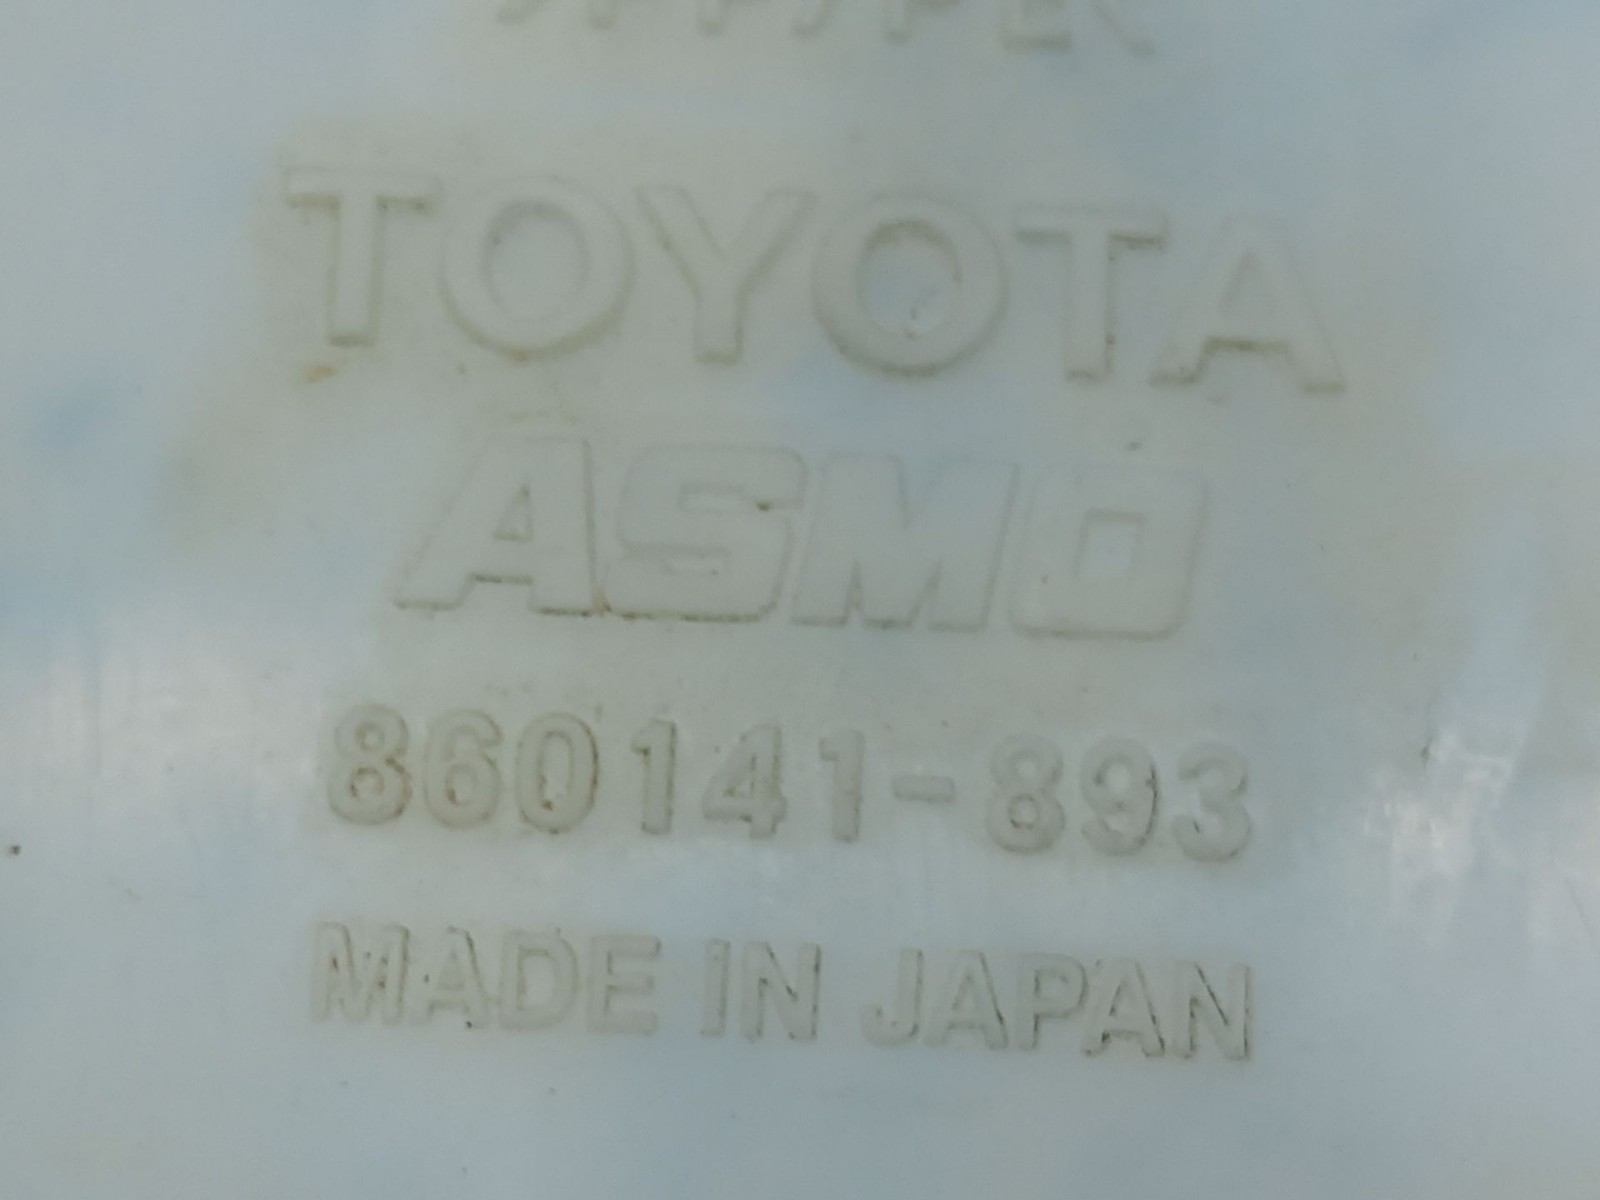 TOYOTA
ASMO
860141-893
MADE IN JAPAN